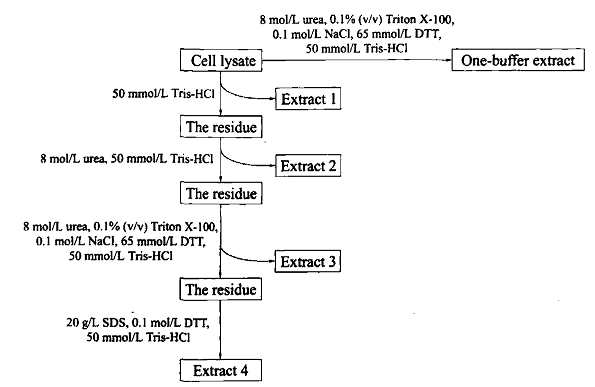 8 mol/L urea, 0.1% (v/v) Triton X-100,
0.1 mol/L NaCl, 65 mmol/L DTT,
50 mmol/L Tris-HCl
Cell lysate
One-buffer extract
50 mmol/L Tris-HCl
Extract 1
The residue
8 mol/L urea, 50 mmol/L Tris-HCl
Extract 2
The residue
8 mol/L urea, 0.1% (v/v) Triton X-100,
0.1 mol/L NaCl, 65 mmol/L DTT,
50 mmol/L Tris-HCl
Extract 3
The residue
20 g/L SDS, 0.1 mol/L DTT,
50 mmol/L Tris-HCl
Extract 4